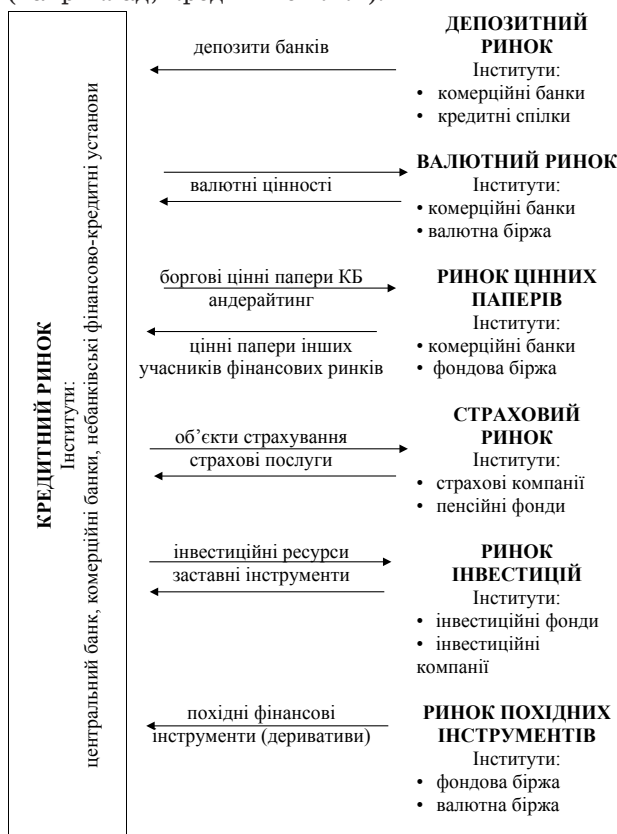 КРЕДИТНИЙ РИНОК
Інститути:
центральний банк, комерційні банки, небанківські фінансово-кредитні установи
депозити банків
ДЕПОЗИТНИЙ
РИНОК
Інститути:
• комерційні банки
• кредитні спілки
валютні цінності
ВАЛЮТНИЙ РИНОК
Інститути:
• комерційні банки
• валютна біржа
боргові цінні папери КБ
андерайтинг
цінні папери інших
учасників фінансових ринків
РИНОК ЦІННИХ
ПАПЕРІВ
Інститути:
• комерційні банки
• фондова біржа
об’єкти страхування
страхові послуги
СТРАХОВИЙ
РИНОК
Інститути:
• страхові компанії
• пенсійні фонди
інвестиційні ресурси
заставні інструменти
РИНОК
ІНВЕСТИЦІЙ
Інститути:
• інвестиційні фонди
• інвестиційні
компанії
похідні фінансові
інструменти (деривативи)
РИНОК ПОХІДНИХ
ІНСТРУМЕНТІВ
Інститути:
• фондова біржа
• валютна біржа